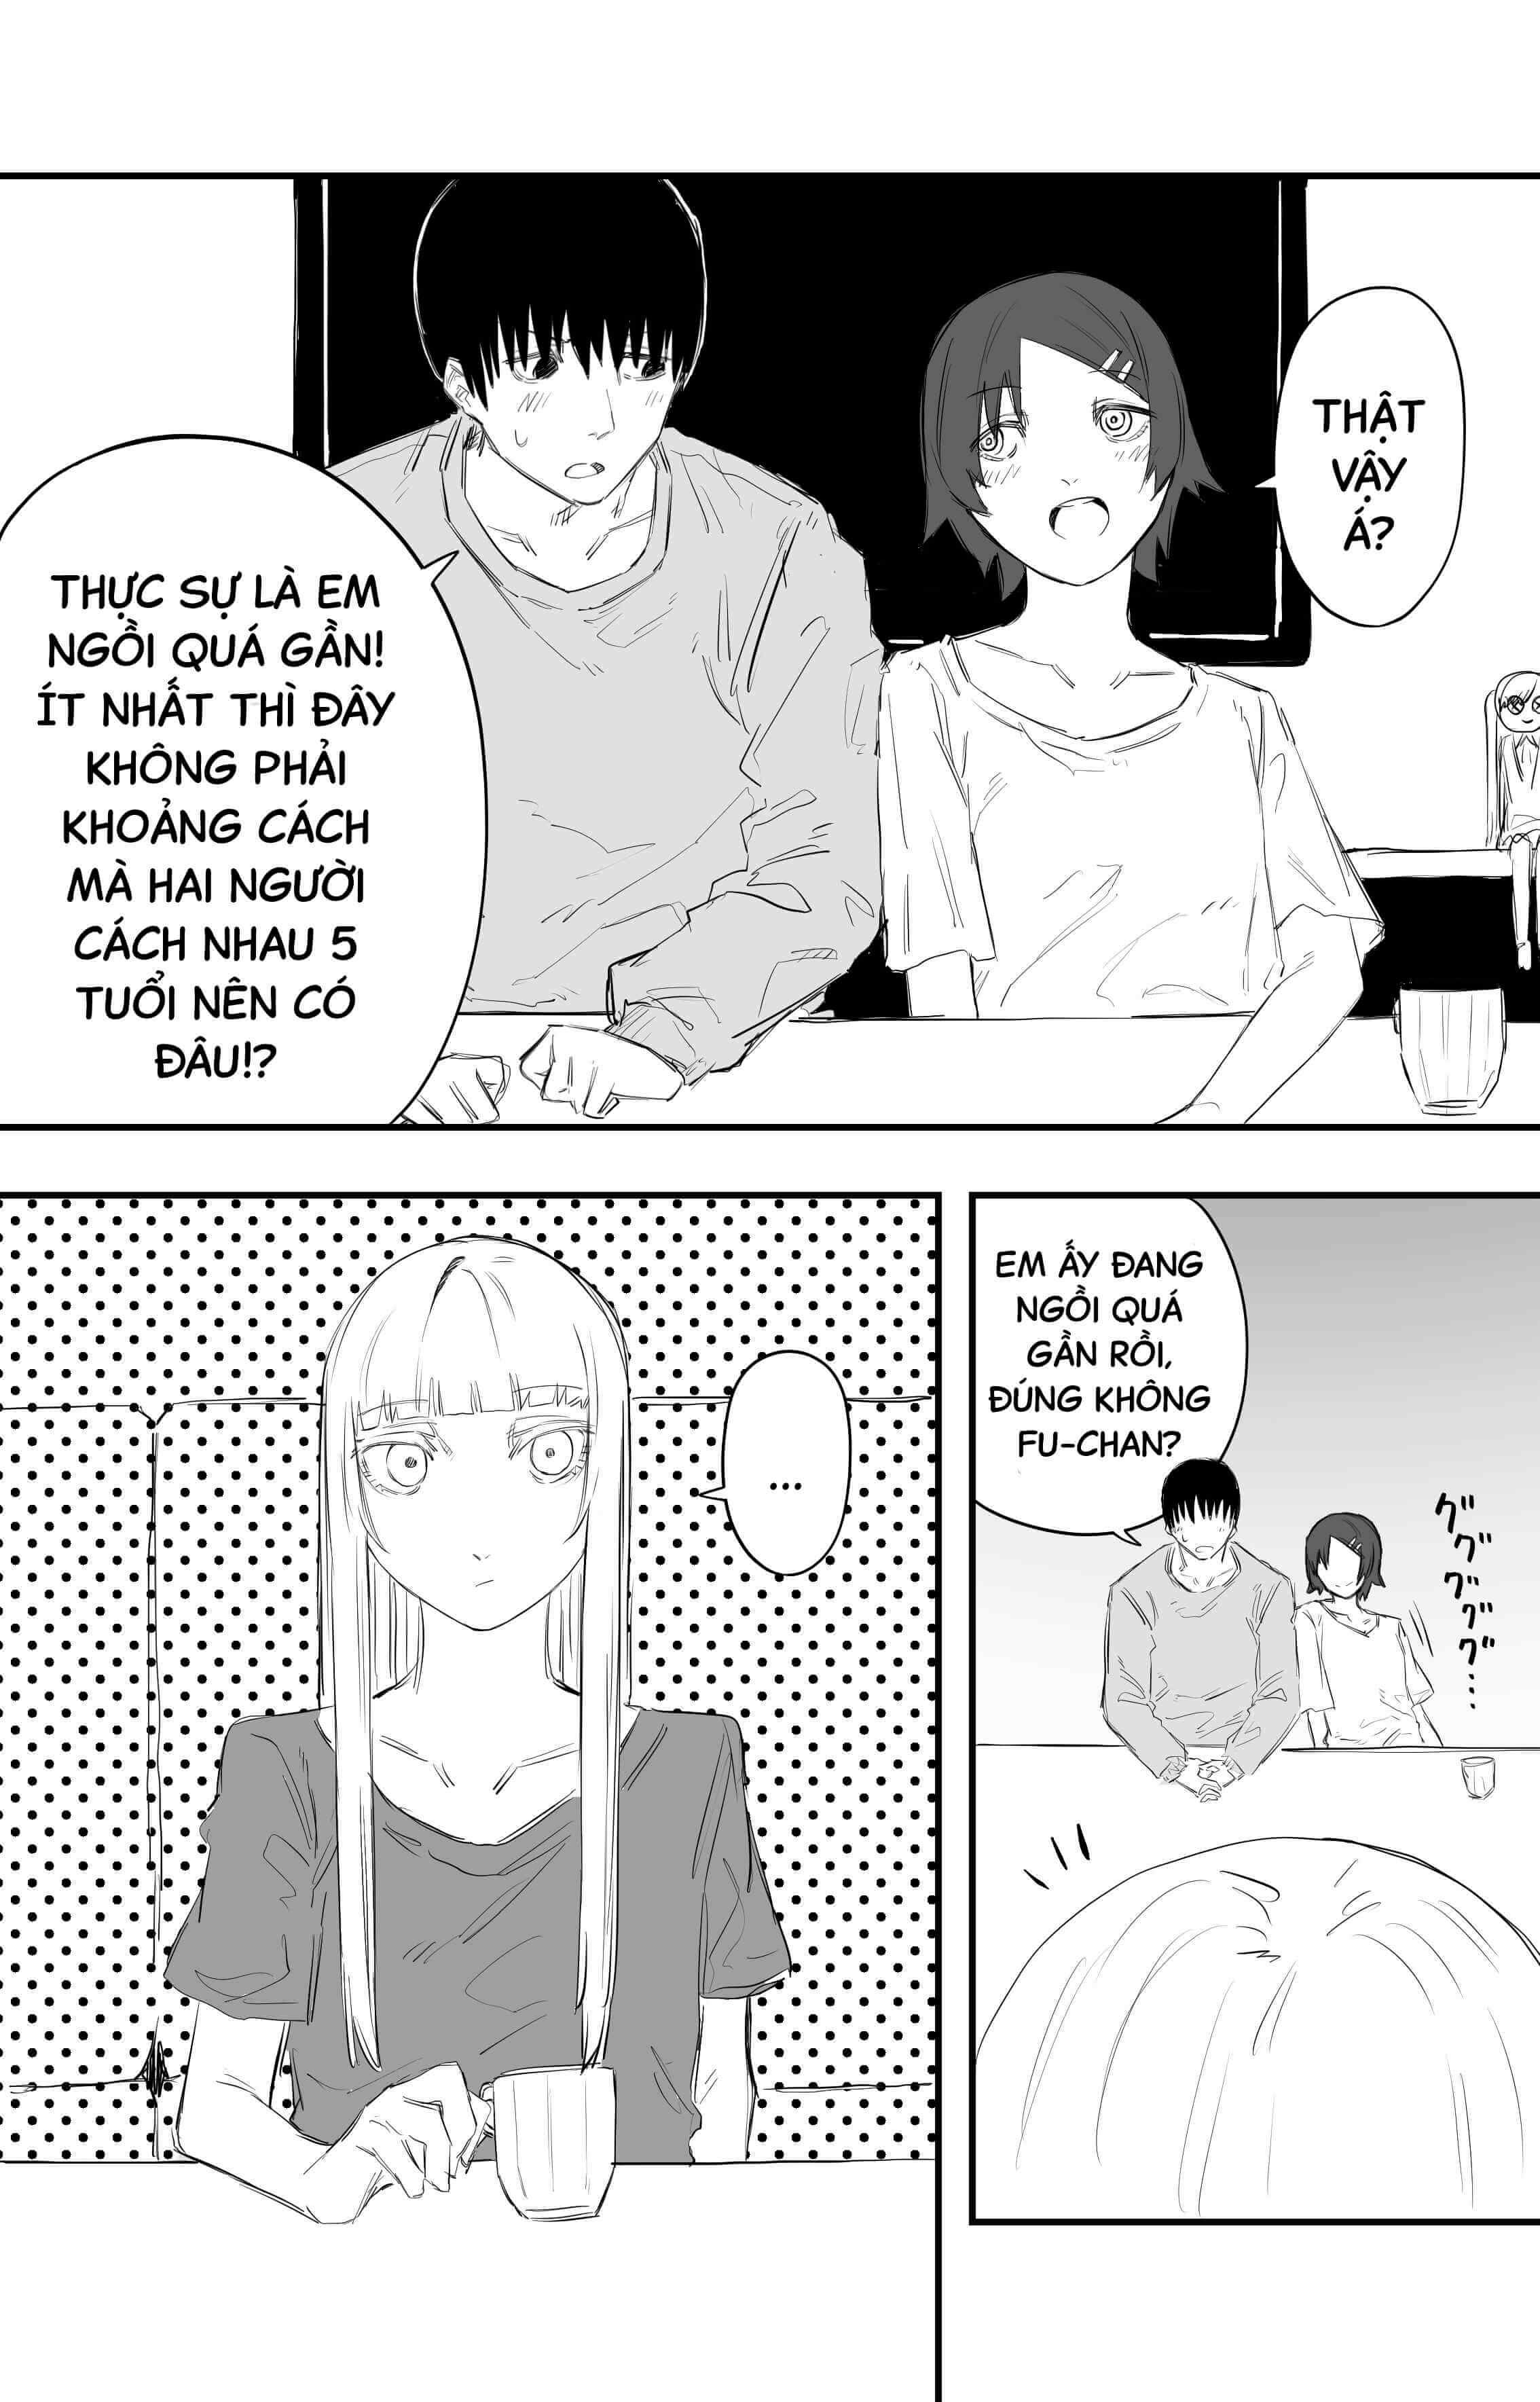 THẬT
VẬY
Á?
THỰC SỰ LÀ EM
NGỒI QUÁ GẦN!
ÍT NHẤT THÌ ĐÂY
KHÔNG PHẢI
KHOẢNG CÁCH
MÀ HAI NGƯỜI
CÁCH NHAU 5
TUỔI NÊN CÓ
ĐÂU!?
EM ẤY ĐANG
NGỒI QUÁ
GẦN RỒI,
ĐÚNG KHÔNG
FU-CHAN?
ググググググ...
...